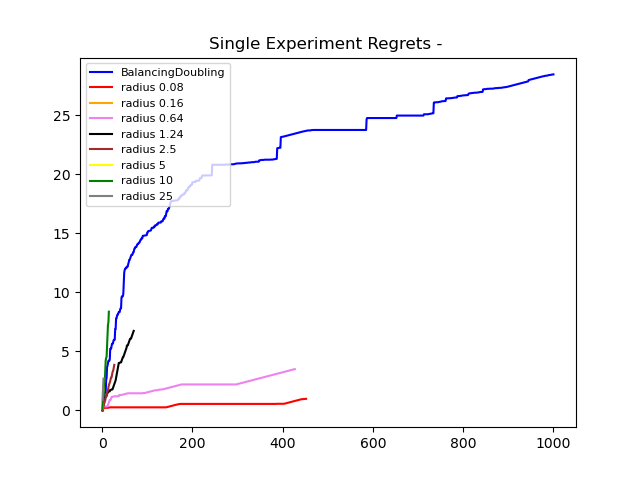 Single Experiment Regrets -
BalancingDoubling
radius 0.08
radius 0.16
radius 0.64
radius 1.24
radius 2.5
radius 5
radius 10
radius 25
25
20
15
10
5
0
0 200 400 600 800 1000